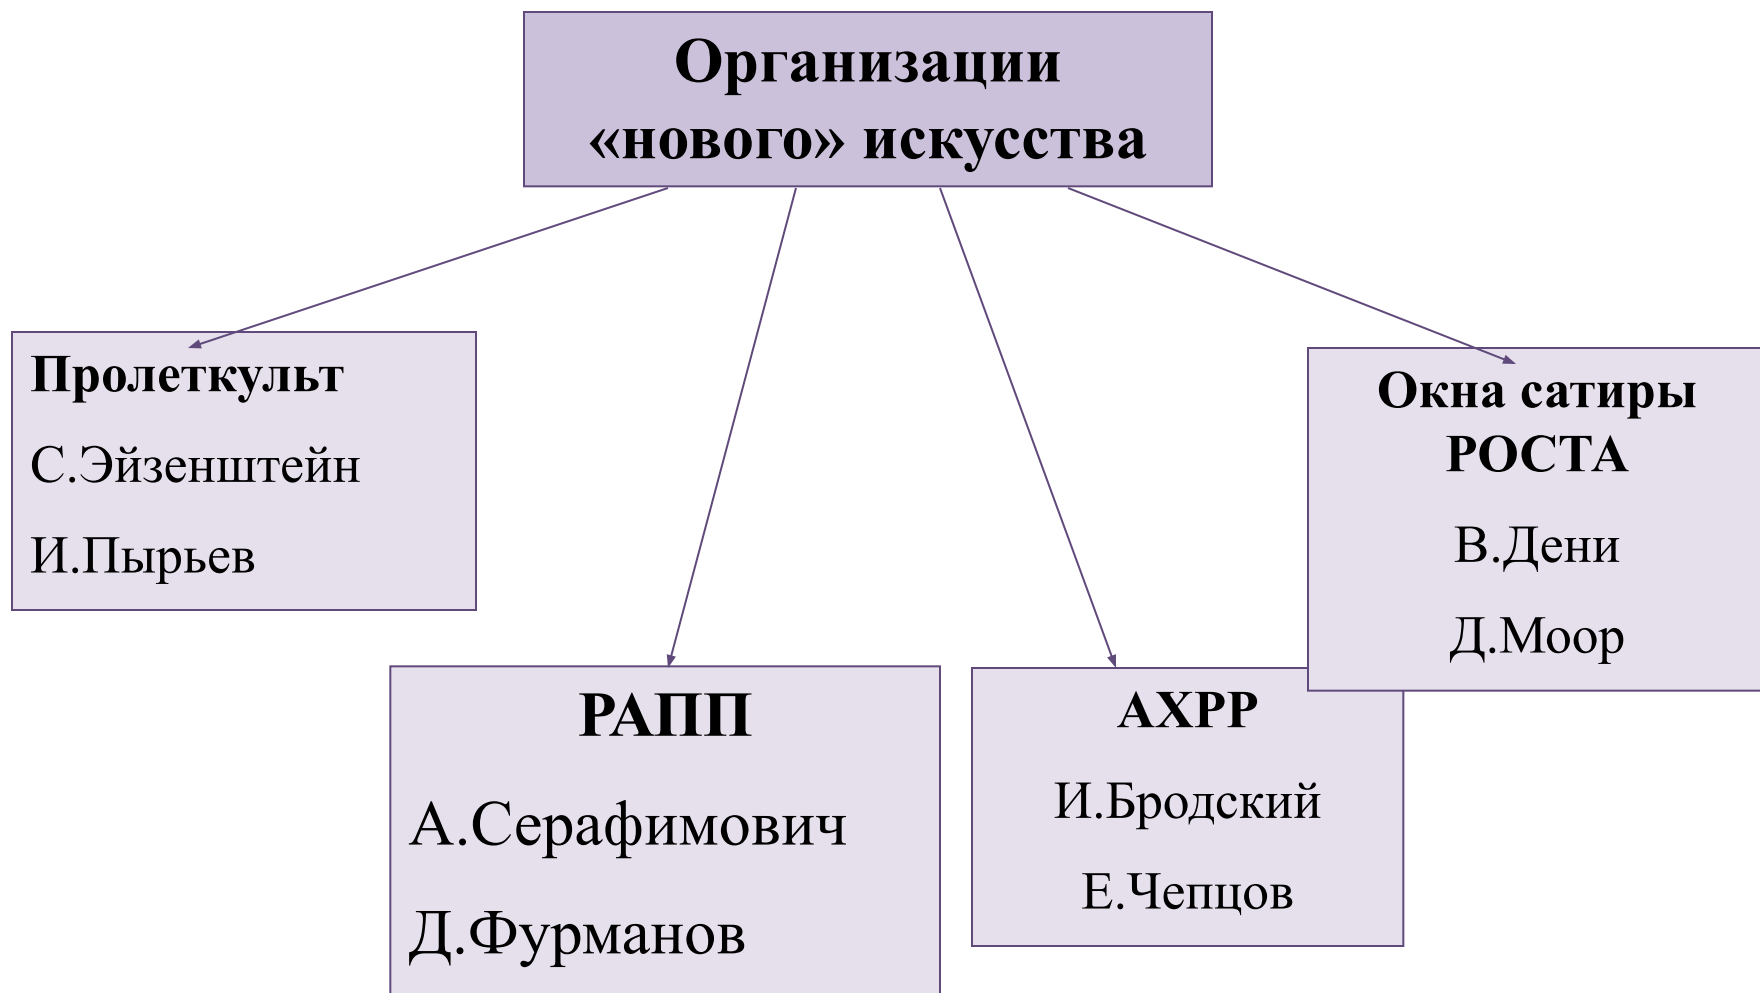 Организации
«нового» искусства
Пролеткульт
С.Эйзенштейн
И.Пырьев
РАПП
А.Серафимович
Д.Фурманов
АХРР
И.Бродский
Е.Чепцов
Окна сатиры
РОСТА
В.Дени
Д.Моор